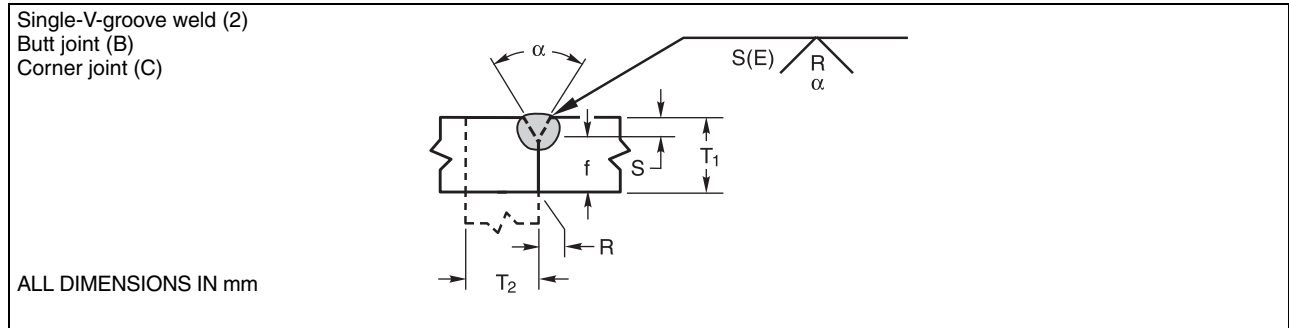 Single-V-groove weld (2)
Butt joint (B)
Corner joint (C)
α
S(E)
R
α
f
S
T₁
R
T₂
ALL DIMENSIONS IN mm